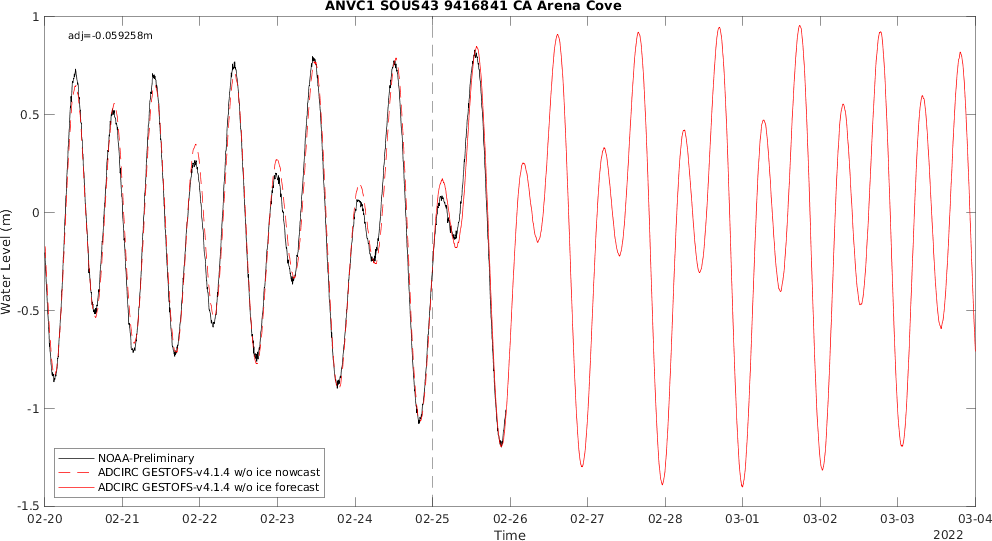 ANVC1 SOUS43 9416841 CA Arena Cove
adj=-0.059258m
1
0.5
0
-0.5
-1
-1.5
Water Level (m)
NOAA-Preliminary
ADCIRC GESTOFS-v4.1.4 w/o ice nowcast
ADCIRC GESTOFS-v4.1.4 w/o ice forecast
02-20 02-21 02-22 02-23 02-24 02-25 02-26 02-27 02-28 03-01 03-02 03-03 03-04
Time
2022